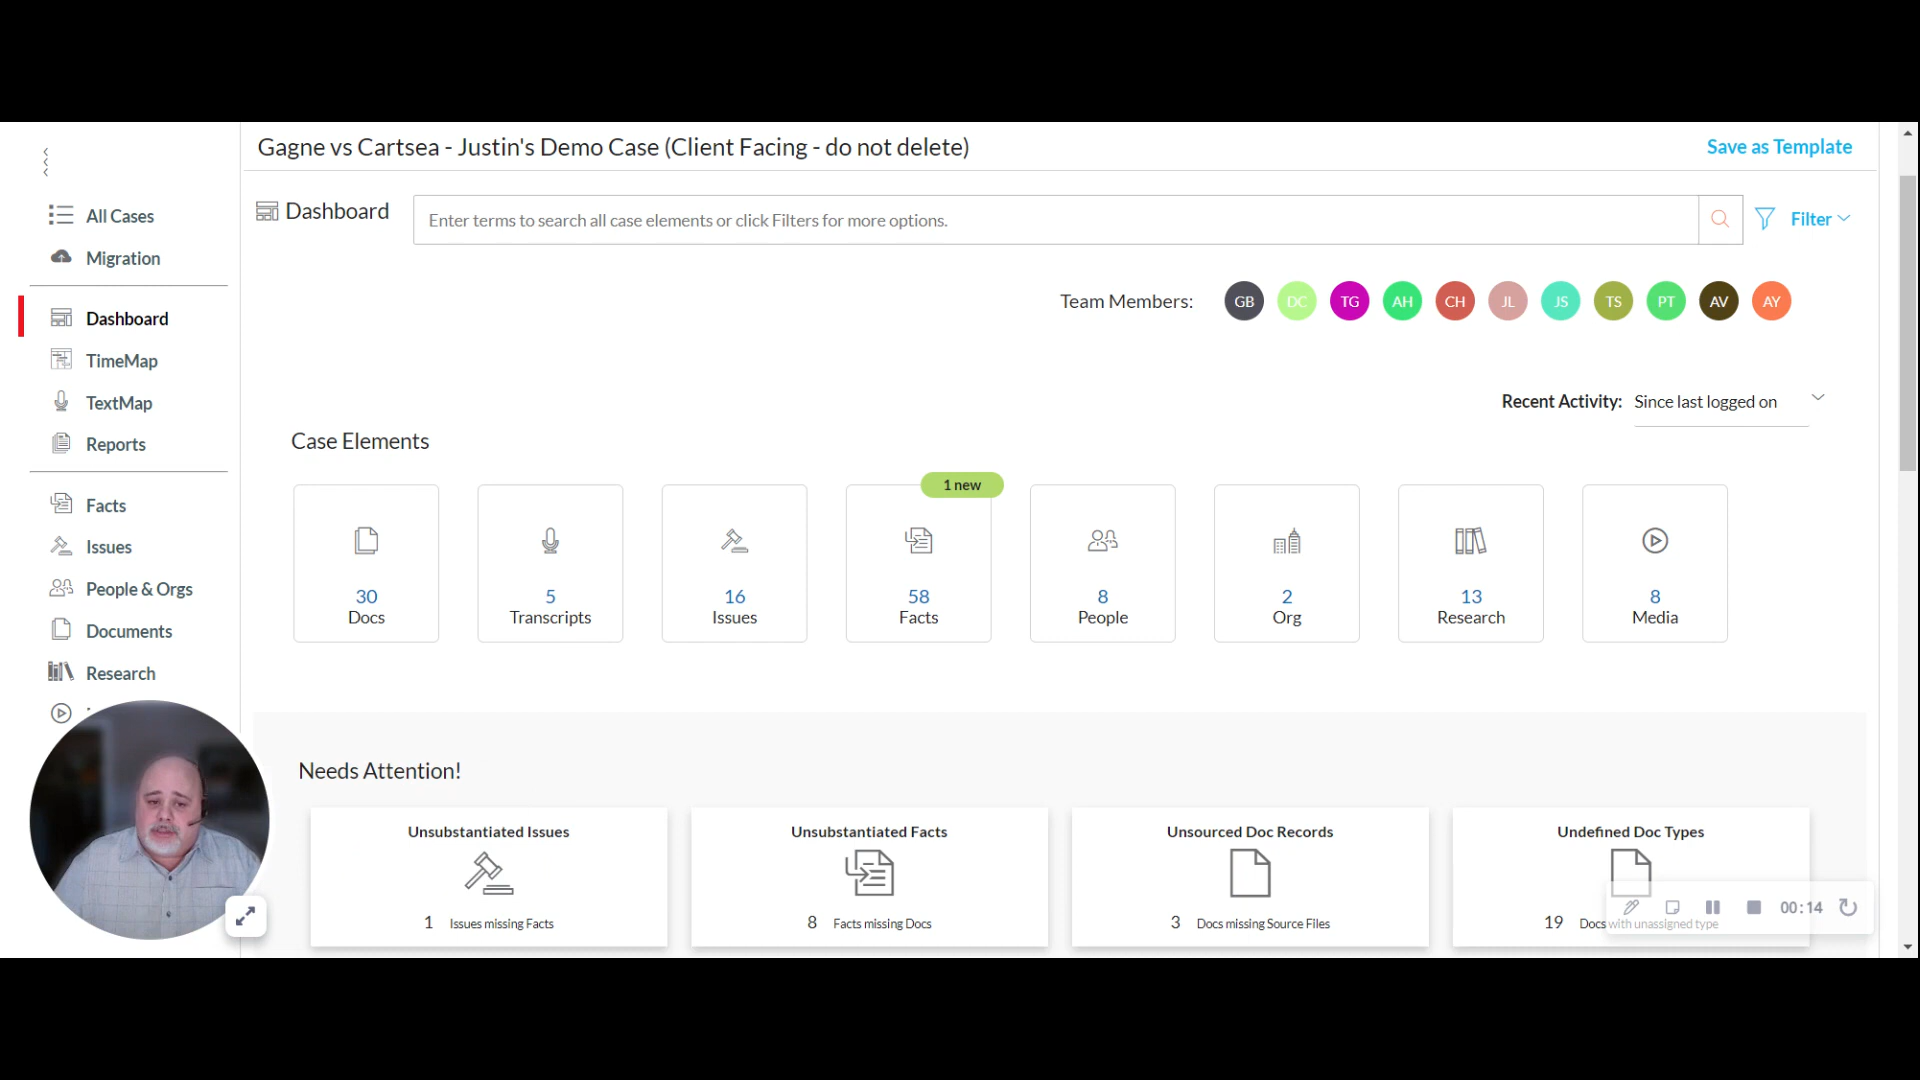 Gagne vs Cartsea - Justin's Demo Case (Client Facing - do not delete)
Save as Template
All Cases
Migration
Dashboard
TimeMap
TextMap
Reports
Facts
Issues
People & Orgs
Documents
Research
Dashboard
Enter terms to search all case elements or click Filters for more options.
Filter
Team Members:
GB
DC
TG
AH
CH
JL
JS
TS
PT
AV
AY
Recent Activity: Since last logged on
Case Elements
1 new
30
Docs
5
Transcripts
16
Issues
58
Facts
8
People
2
Org
13
Research
8
Media
Needs Attention!
Unsubstantiated Issues
1 Issues missing Facts
Unsubstantiated Facts
8 Facts missing Docs
Unsourced Doc Records
3 Docs missing Source Files
Undefined Doc Types
19 Docs with unassigned type
00:14